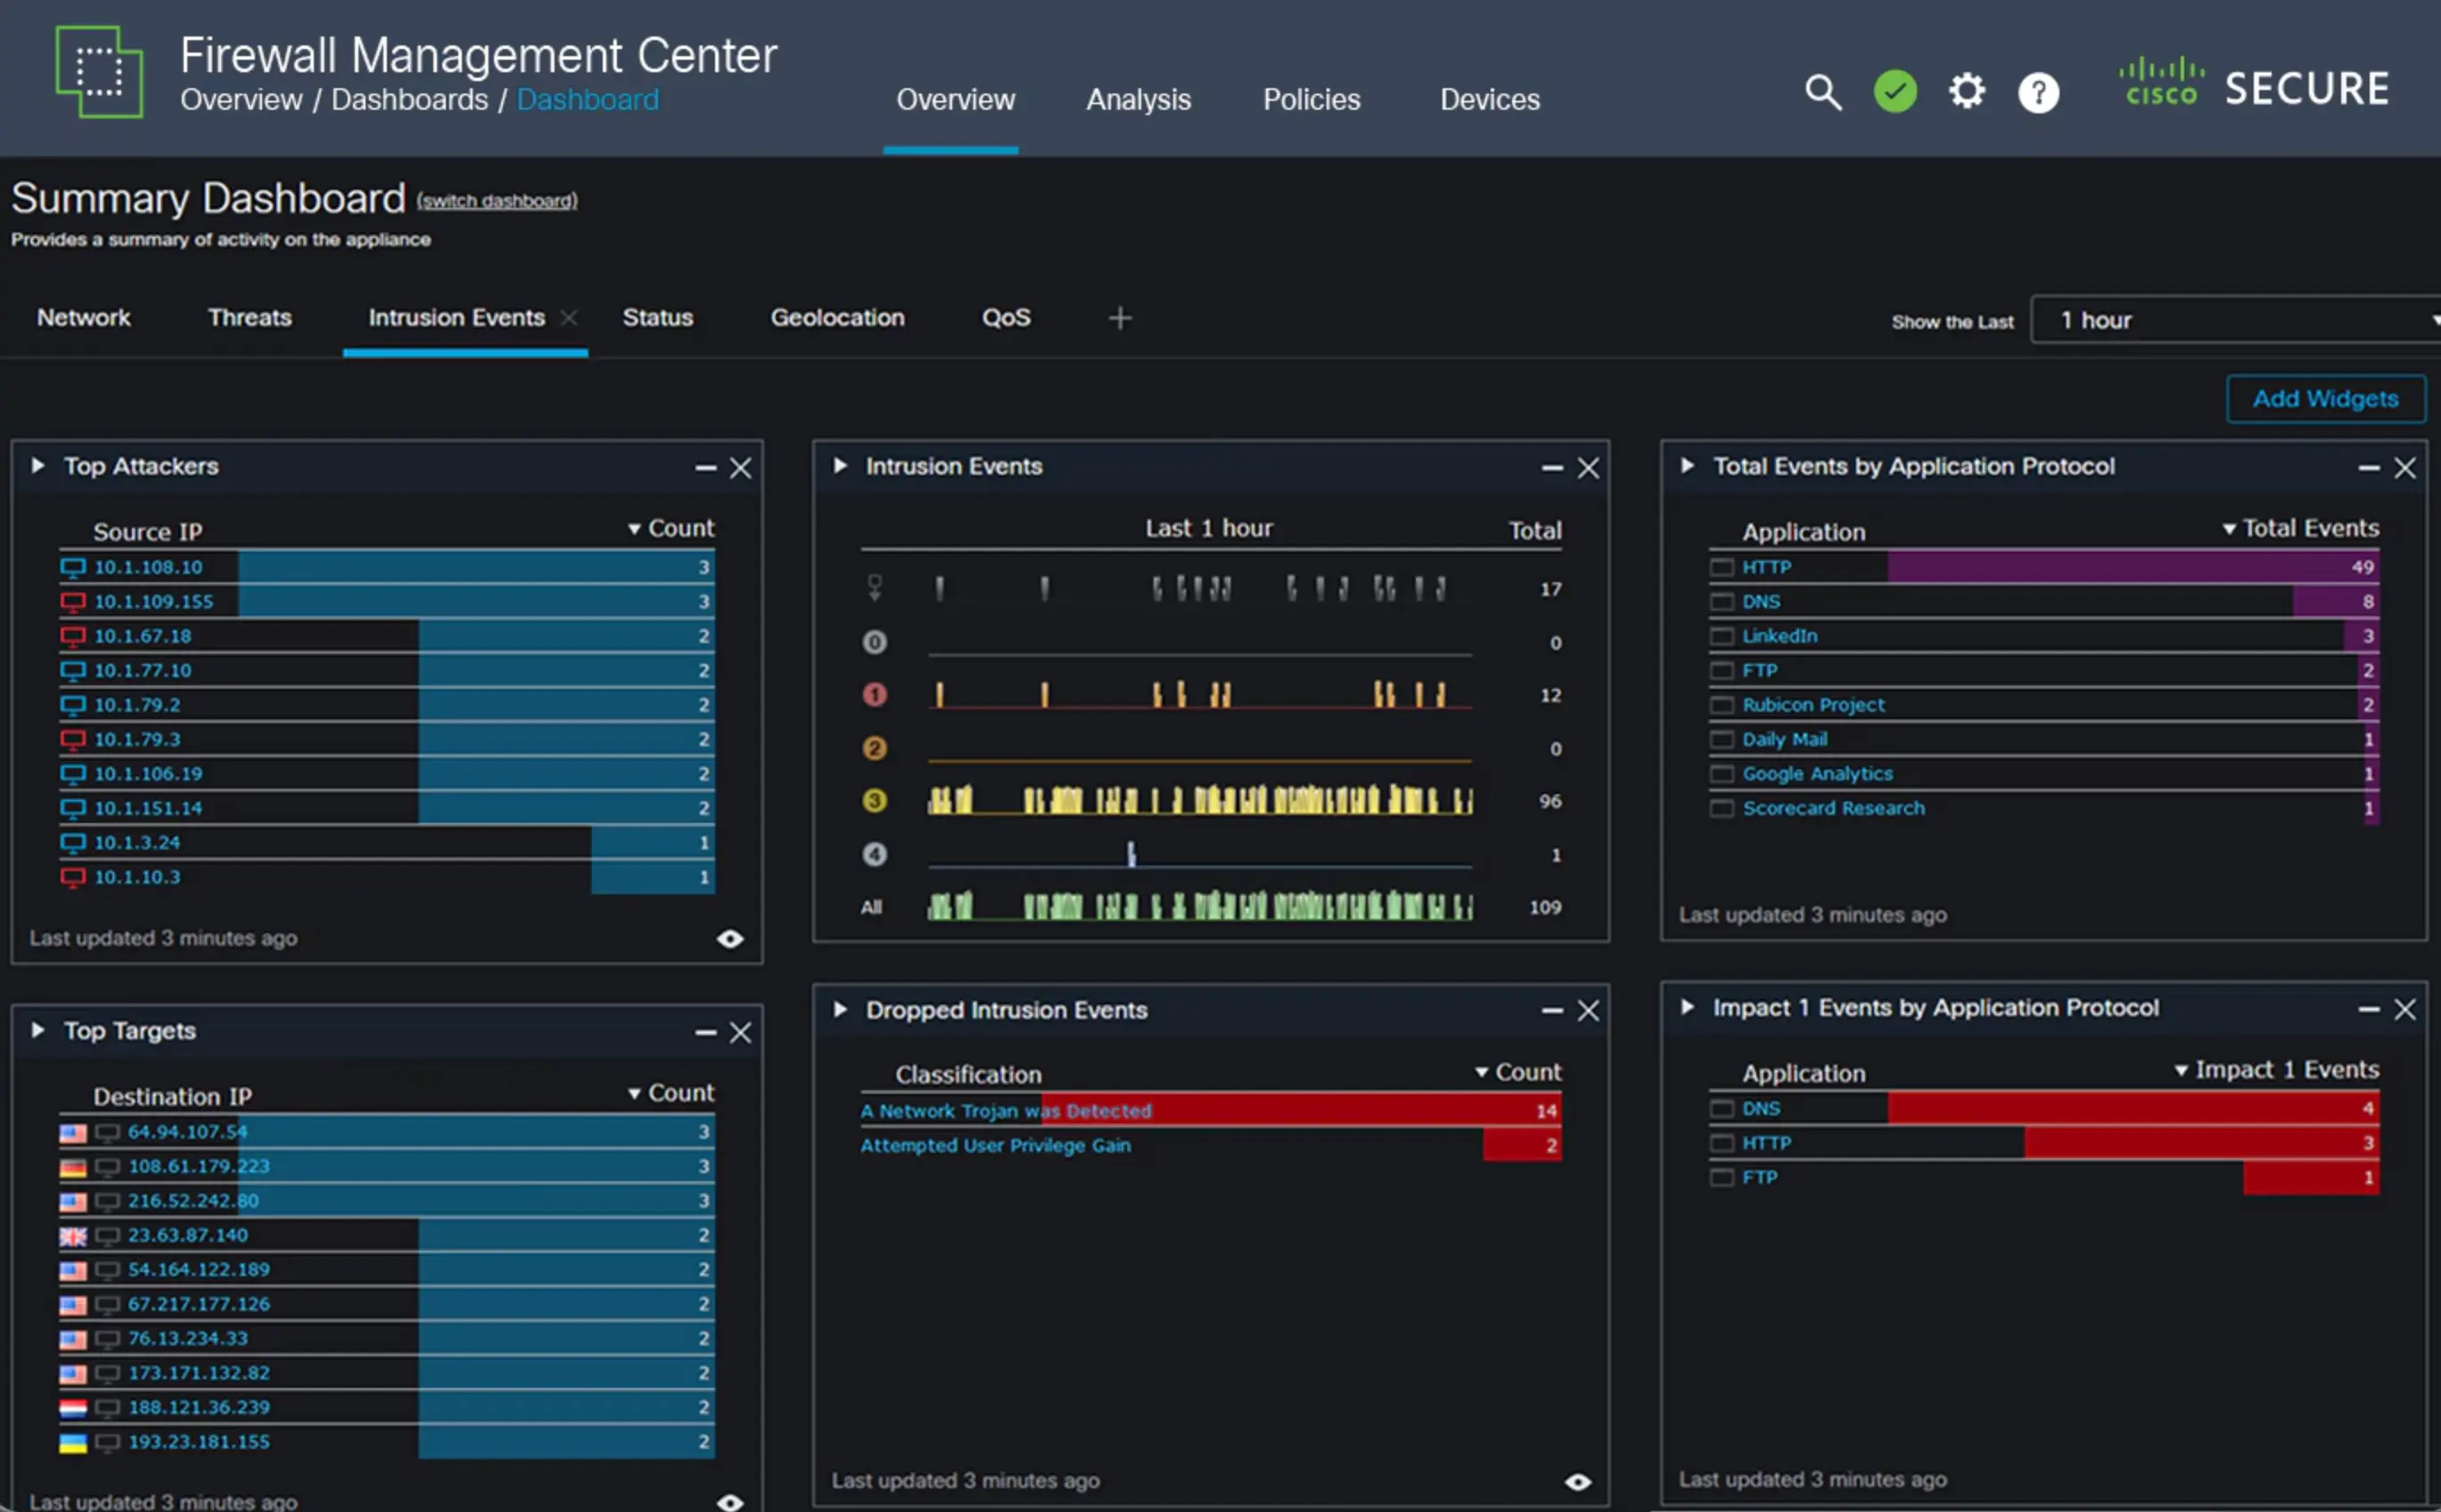 Firewall Management Center
Overview / Dashboards / Dashboard
Overview Analysis Policies Devices
CISCO SECURE
Summary Dashboard (switch dashboard)
Provides a summary of activity on the appliance
Network Threats Intrusion Events Status Geolocation QoS +
Show the Last 1 hour
Add Widgets
Top Attackers
Source IP Count
10.1.108.10 3
10.1.109.155 3
10.1.67.18 2
10.1.77.10 2
10.1.79.2 2
10.1.79.3 2
10.1.106.19 2
10.1.151.14 2
10.1.3.24 1
10.1.10.3 1
Last updated 3 minutes ago
Intrusion Events
Last 1 hour Total
17
0 0
1 12
2 0
3 96
4 1
All 109
Total Events by Application Protocol
Application Total Events
HTTP 49
DNS 8
LinkedIn 3
FTP 2
Rubicon Project 2
Daily Mail 1
Google Analytics 1
Scorecard Research 1
Last updated 3 minutes ago
Top Targets
Destination IP Count
64.94.107.54 3
108.61.179.223 3
216.52.242.80 3
23.63.87.140 2
54.164.122.189 2
67.217.177.126 2
76.13.234.33 2
173.171.132.82 2
188.121.36.239 2
193.23.181.155 2
Last updated 3 minutes ago
Dropped Intrusion Events
Classification Count
A Network Trojan was Detected 14
Attempted User Privilege Gain 2
Last updated 3 minutes ago
Impact 1 Events by Application Protocol
Application Impact 1 Events
DNS 4
HTTP 3
FTP 1
Last updated 3 minutes ago